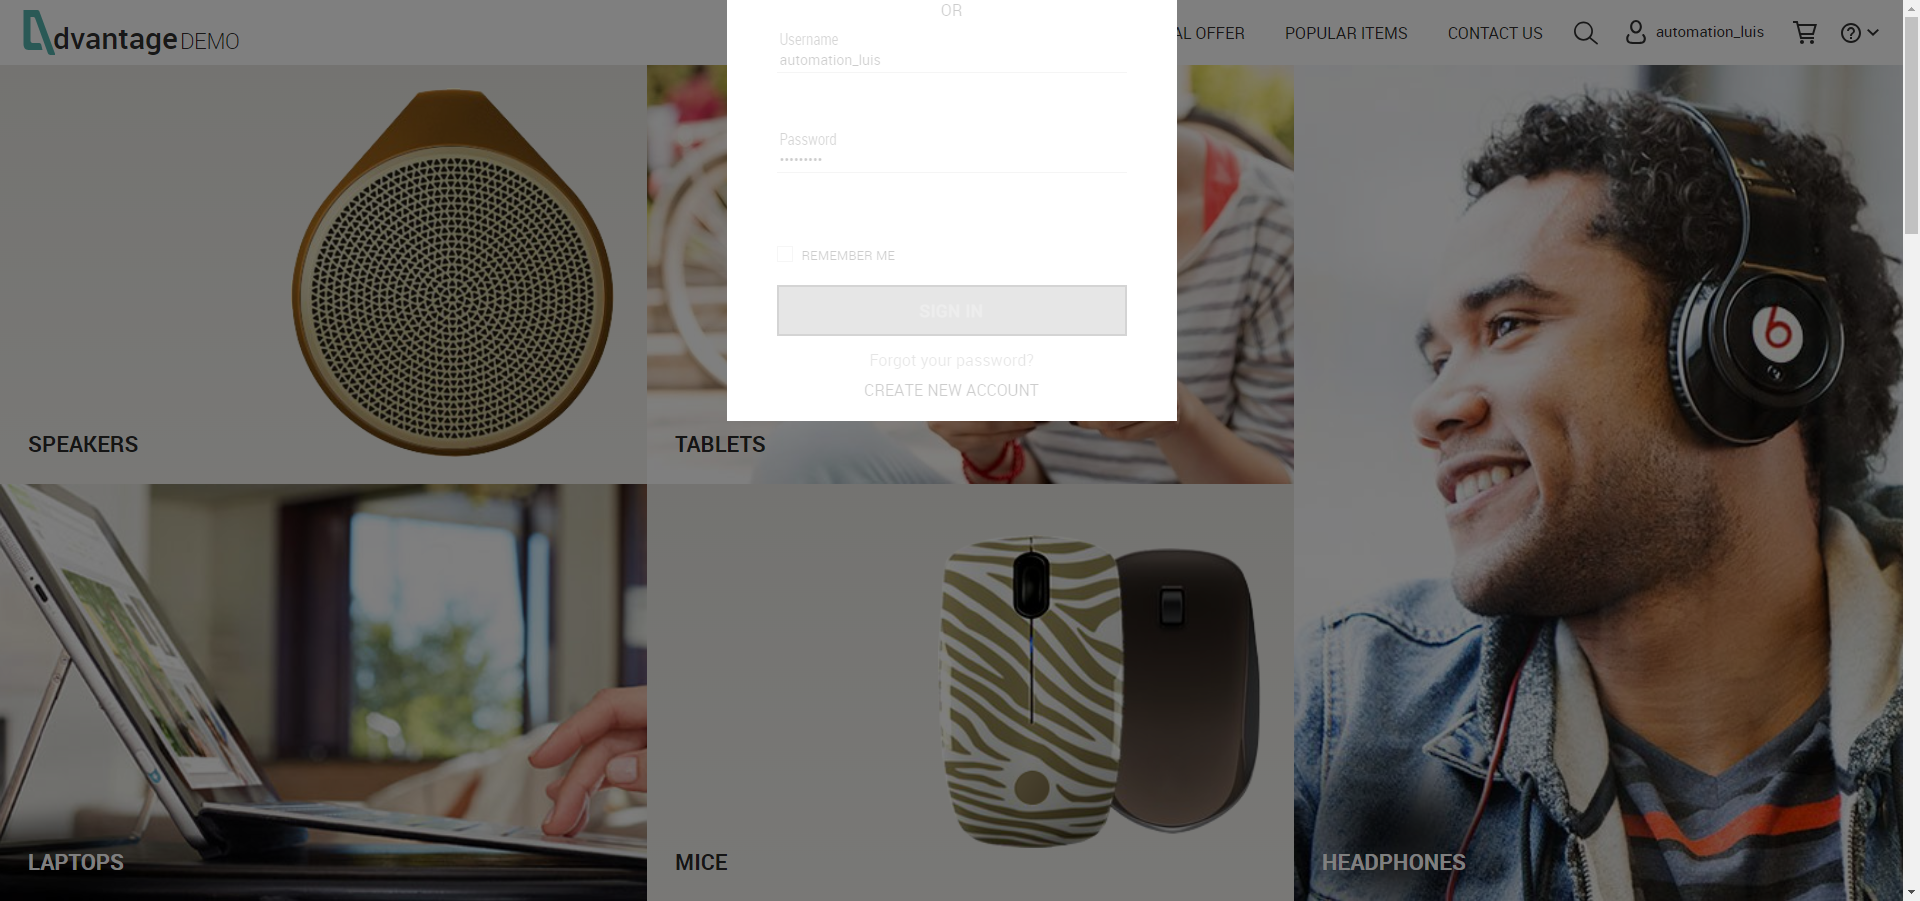 dvantage DEMO
AL OFFER
POPULAR ITEMS
CONTACT US
automation_luis
OR
Username
automation_luis
Password
•••••••••
REMEMBER ME
SIGN IN
Forgot your password?
CREATE NEW ACCOUNT
SPEAKERS
TABLETS
LAPTOPS
MICE
HEADPHONES